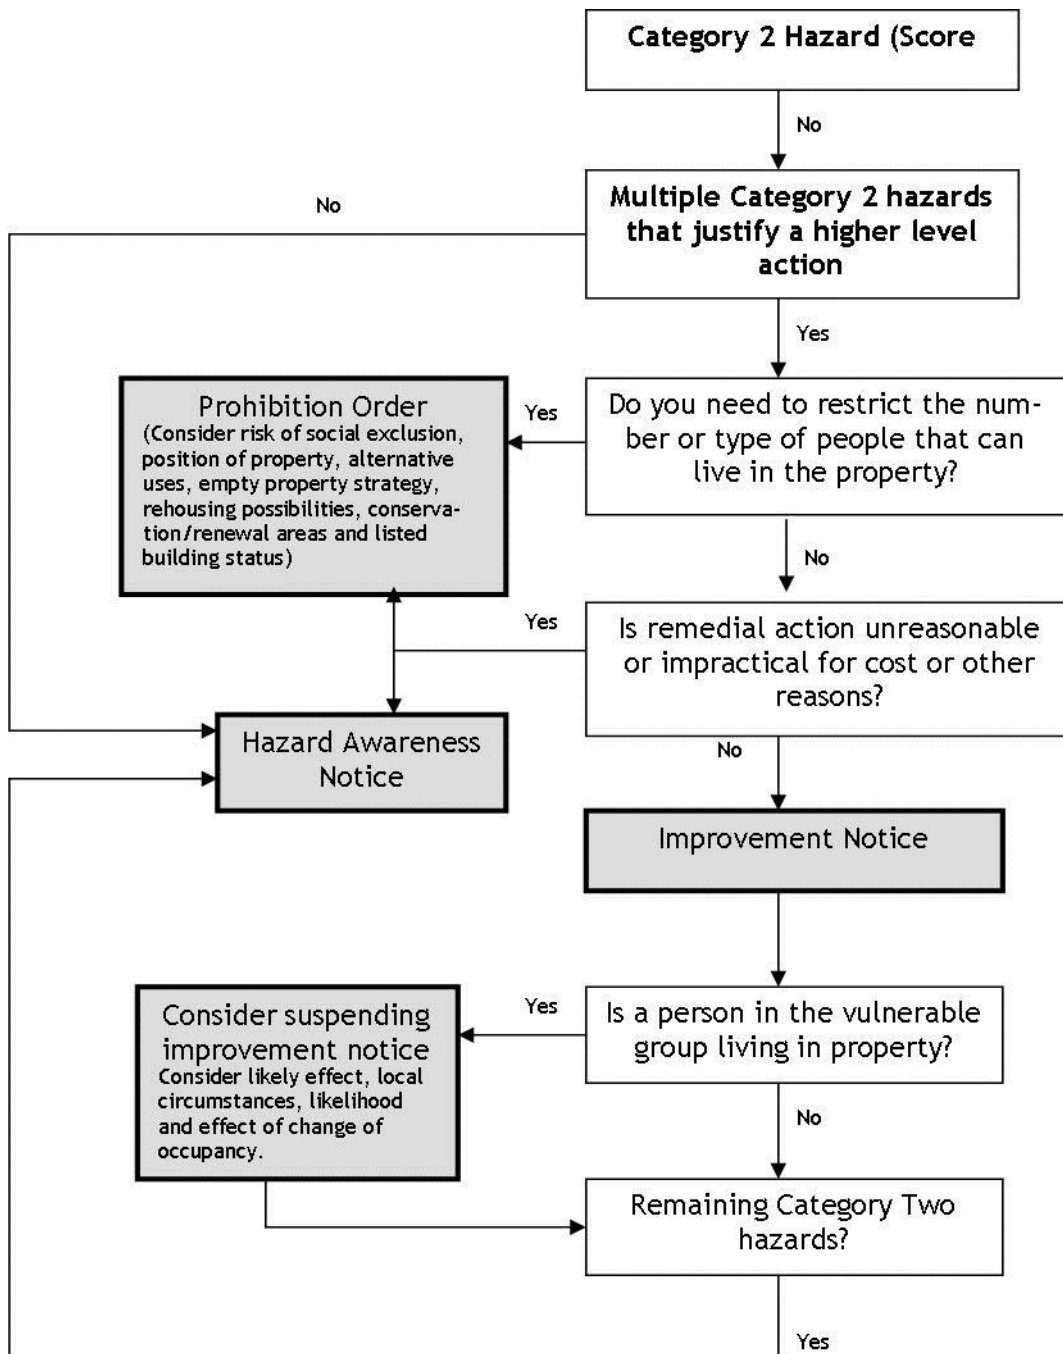 Category 2 Hazard (Score
No
No
Multiple Category 2 hazards
that justify a higher level
action
Yes
Prohibition Order
(Consider risk of social exclusion,
position of property, alternative
uses, empty property strategy,
rehousing possibilities, conserva-
tion/renewal areas and listed
building status)
Yes
Do you need to restrict the num-
ber or type of people that can
live in the property?
No
Yes
Is remedial action unreasonable
or impractical for cost or other
reasons?
Hazard Awareness
Notice
No
Improvement Notice
Consider suspending
improvement notice
Consider likely effect, local
circumstances, likelihood
and effect of change of
occupancy.
Yes
Is a person in the vulnerable
group living in property?
No
Remaining Category Two
hazards?
Yes